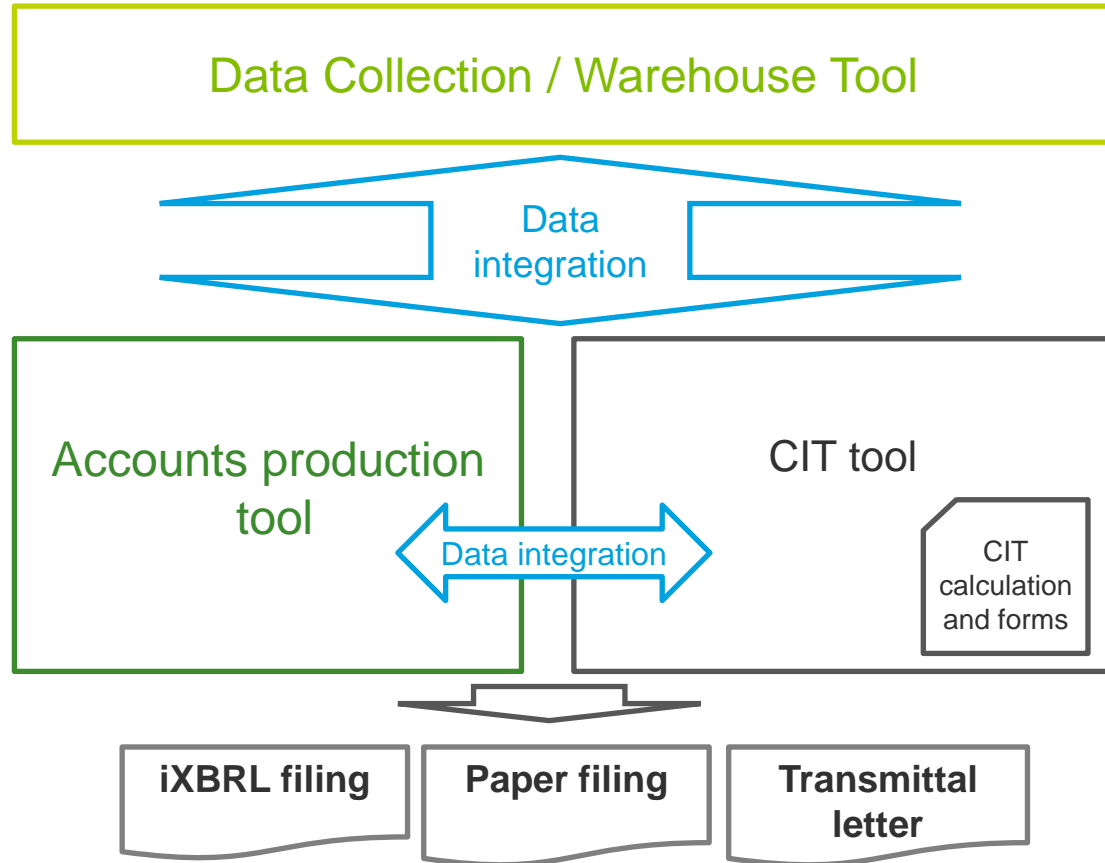 Data Collection / Warehouse Tool
Data
integration
Accounts production
tool
CIT tool
Data integration
CIT
calculation
and forms
iXBRL filing
Paper filing
Transmittal
letter